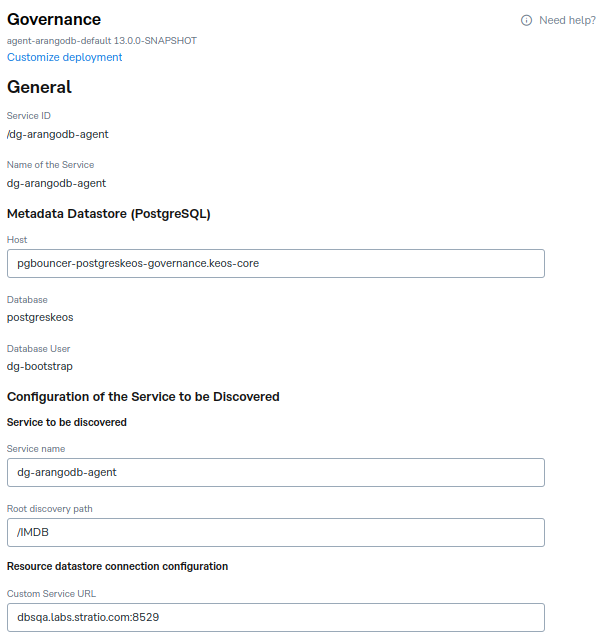 Governance
Need help?
agent-arangodb-default 13.0.0-SNAPSHOT
Customize deployment
General
Service ID
/dg-arangodb-agent
Name of the Service
dg-arangodb-agent
Metadata Datastore (PostgreSQL)
Host
pgbouncer-postgreskeos-governance.keos-core
Database
postgreskeos
Database User
dg-bootstrap
Configuration of the Service to be Discovered
Service to be discovered
Service name
dg-arangodb-agent
Root discovery path
/IMDB
Resource datastore connection configuration
Custom Service URL
dbsqa.labs.stratio.com:8529